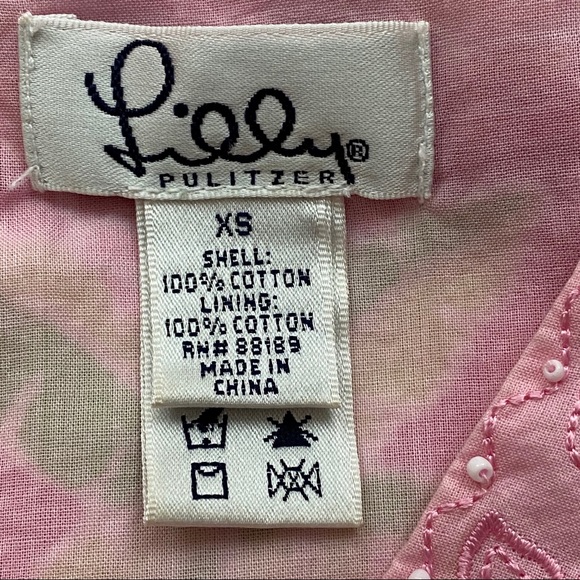 Lilly®
PULITZER
XS
SHELL:
100% COTTON
LINING:
100% COTTON
RN# 88189
MADE IN
CHINA